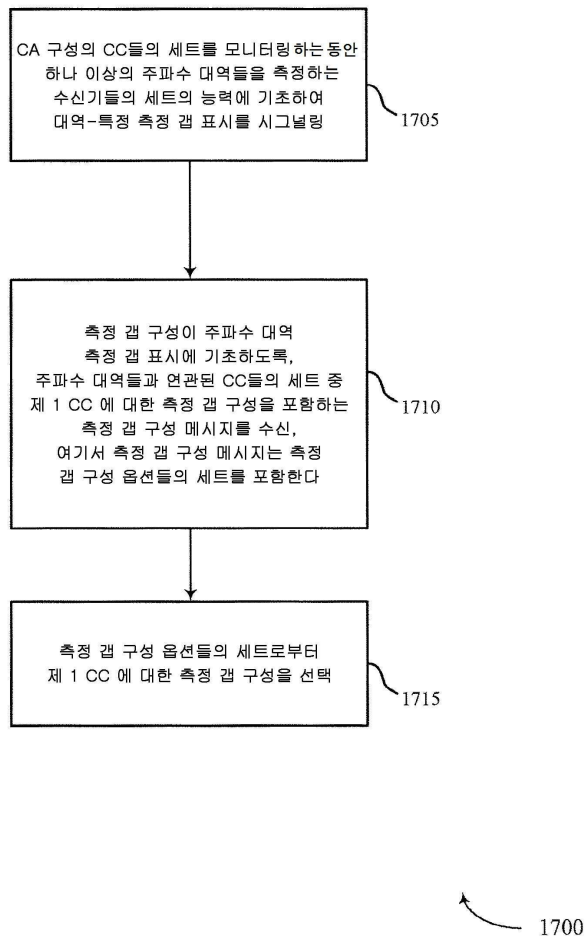 CA 구성의 CC들의 세트를 모니터링하는 동안
하나 이상의 주파수 대역들을 측정하는
수신기들의 세트의 능력에 기초하여
대역-특정 측정 갭 표시를 시그널링
1705
측정 갭 구성이 주파수 대역
측정 갭 표시에 기초하도록,
주파수 대역들과 연관된 CC들의 세트 중
제 1 CC 에 대한 측정 갭 구성을 포함하는
측정 갭 구성 메시지를 수신,
여기서 측정 갭 구성 메시지는 측정
갭 구성 옵션들의 세트를 포함한다
1710
측정 갭 구성 옵션들의 세트로부터
제 1 CC 에 대한 측정 갭 구성을 선택
1715
1700